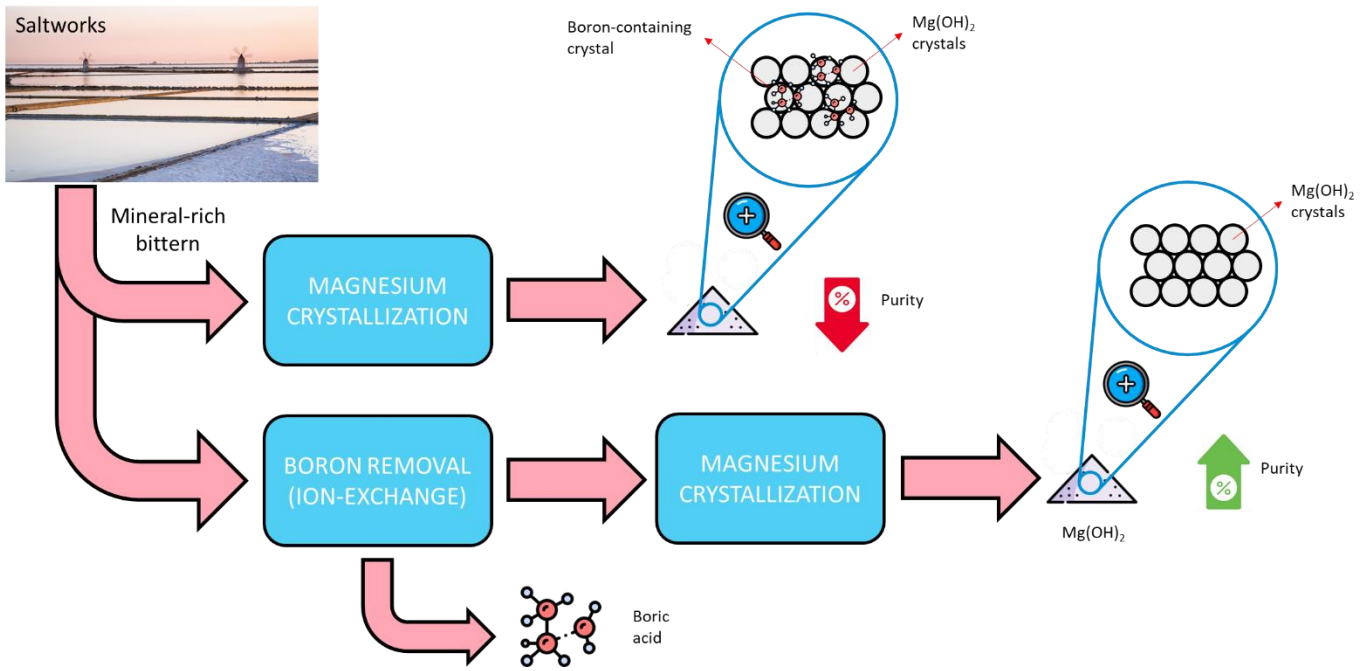 Saltworks
Boron-containing
crystal
Mg(OH)₂
crystals
Mineral-rich
bittern
MAGNESIUM
CRYSTALLIZATION
%
Purity
Mg(OH)₂
crystals
BORON REMOVAL
(ION-EXCHANGE)
MAGNESIUM
CRYSTALLIZATION
Mg(OH)₂
%
Purity
Boric
acid